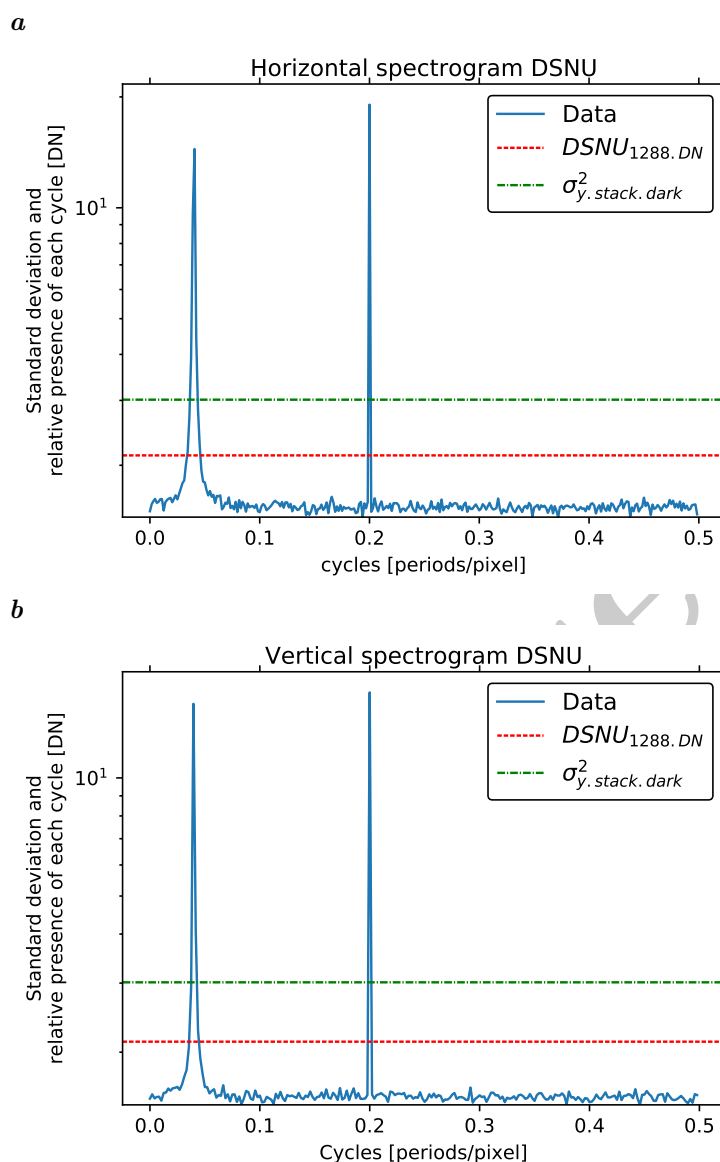 a
Horizontal spectrogram DSNU
Data
DSNU1288.DN
σ²y.stack.dark
10¹
Standard deviation and
relative presence of each cycle [DN]
0.0 0.1 0.2 0.3 0.4 0.5
cycles [periods/pixel]
b
Vertical spectrogram DSNU
Data
DSNU1288.DN
σ²y.stack.dark
10¹
Standard deviation and
relative presence of each cycle [DN]
0.0 0.1 0.2 0.3 0.4 0.5
Cycles [periods/pixel]